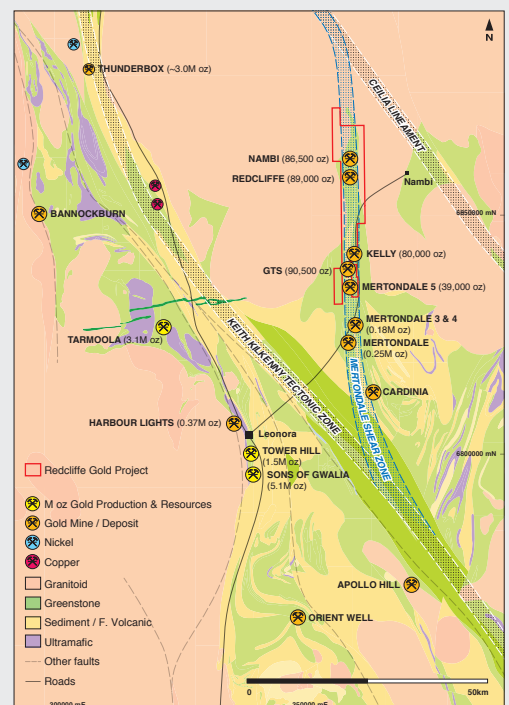 N
THUNDERBOX (~3.0M oz)
CEILIA LINEAMENT
NAMBI (86,500 oz)
REDCLIFFE (89,000 oz)
Nambi
6850000 mN
BANNOCKBURN
KELLY (80,000 oz)
GTS (90,500 oz)
MERTONDALE 5 (39,000 oz)
MERTONDALE 3 & 4
(0.18M oz)
TARMOOLA (3.1M oz)
MERTONDALE
(0.25M oz)
KEITH KILKENNY TECTONIC ZONE
MERTONDALE SHEAR ZONE
CARDINIA
HARBOUR LIGHTS (0.37M oz)
Leonora
TOWER HILL
(1.5M oz)
6800000 mN
SONS OF GWALIA
(5.1M oz)
Redcliffe Gold Project
M oz Gold Production & Resources
Gold Mine / Deposit
Nickel
Copper
Granitoid
Greenstone
Sediment / F. Volcanic
Ultramafic
Other faults
Roads
APOLLO HILL
ORIENT WELL
0
50km